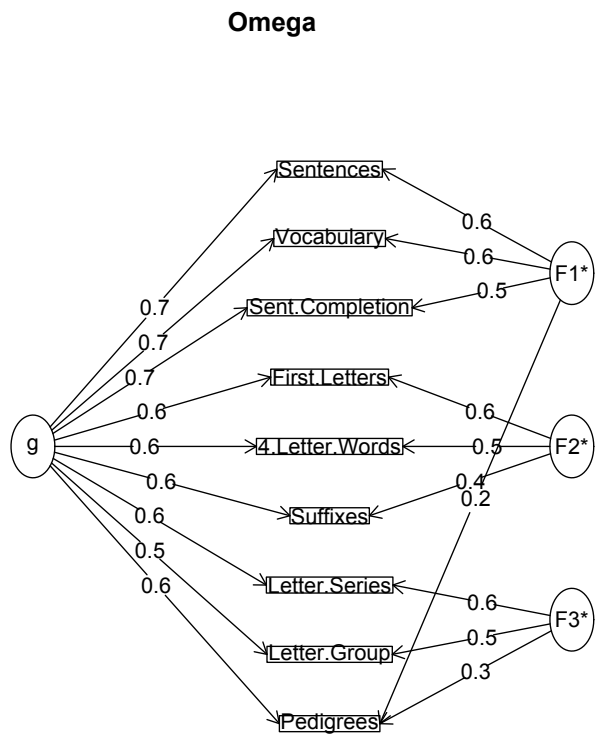 Omega
Sentences
0.6
Vocabulary
0.6
F1*
0.5
0.7
Sent.Completion
0.7
0.7
First.Letters
0.6
0.6
g
0.6
4.Letter.Words
0.5
F2*
0.6
0.4
0.2
0.6
Suffixes
0.5
Letter.Series
0.6
0.6
F3*
0.5
Letter.Group
0.3
Pedigrees